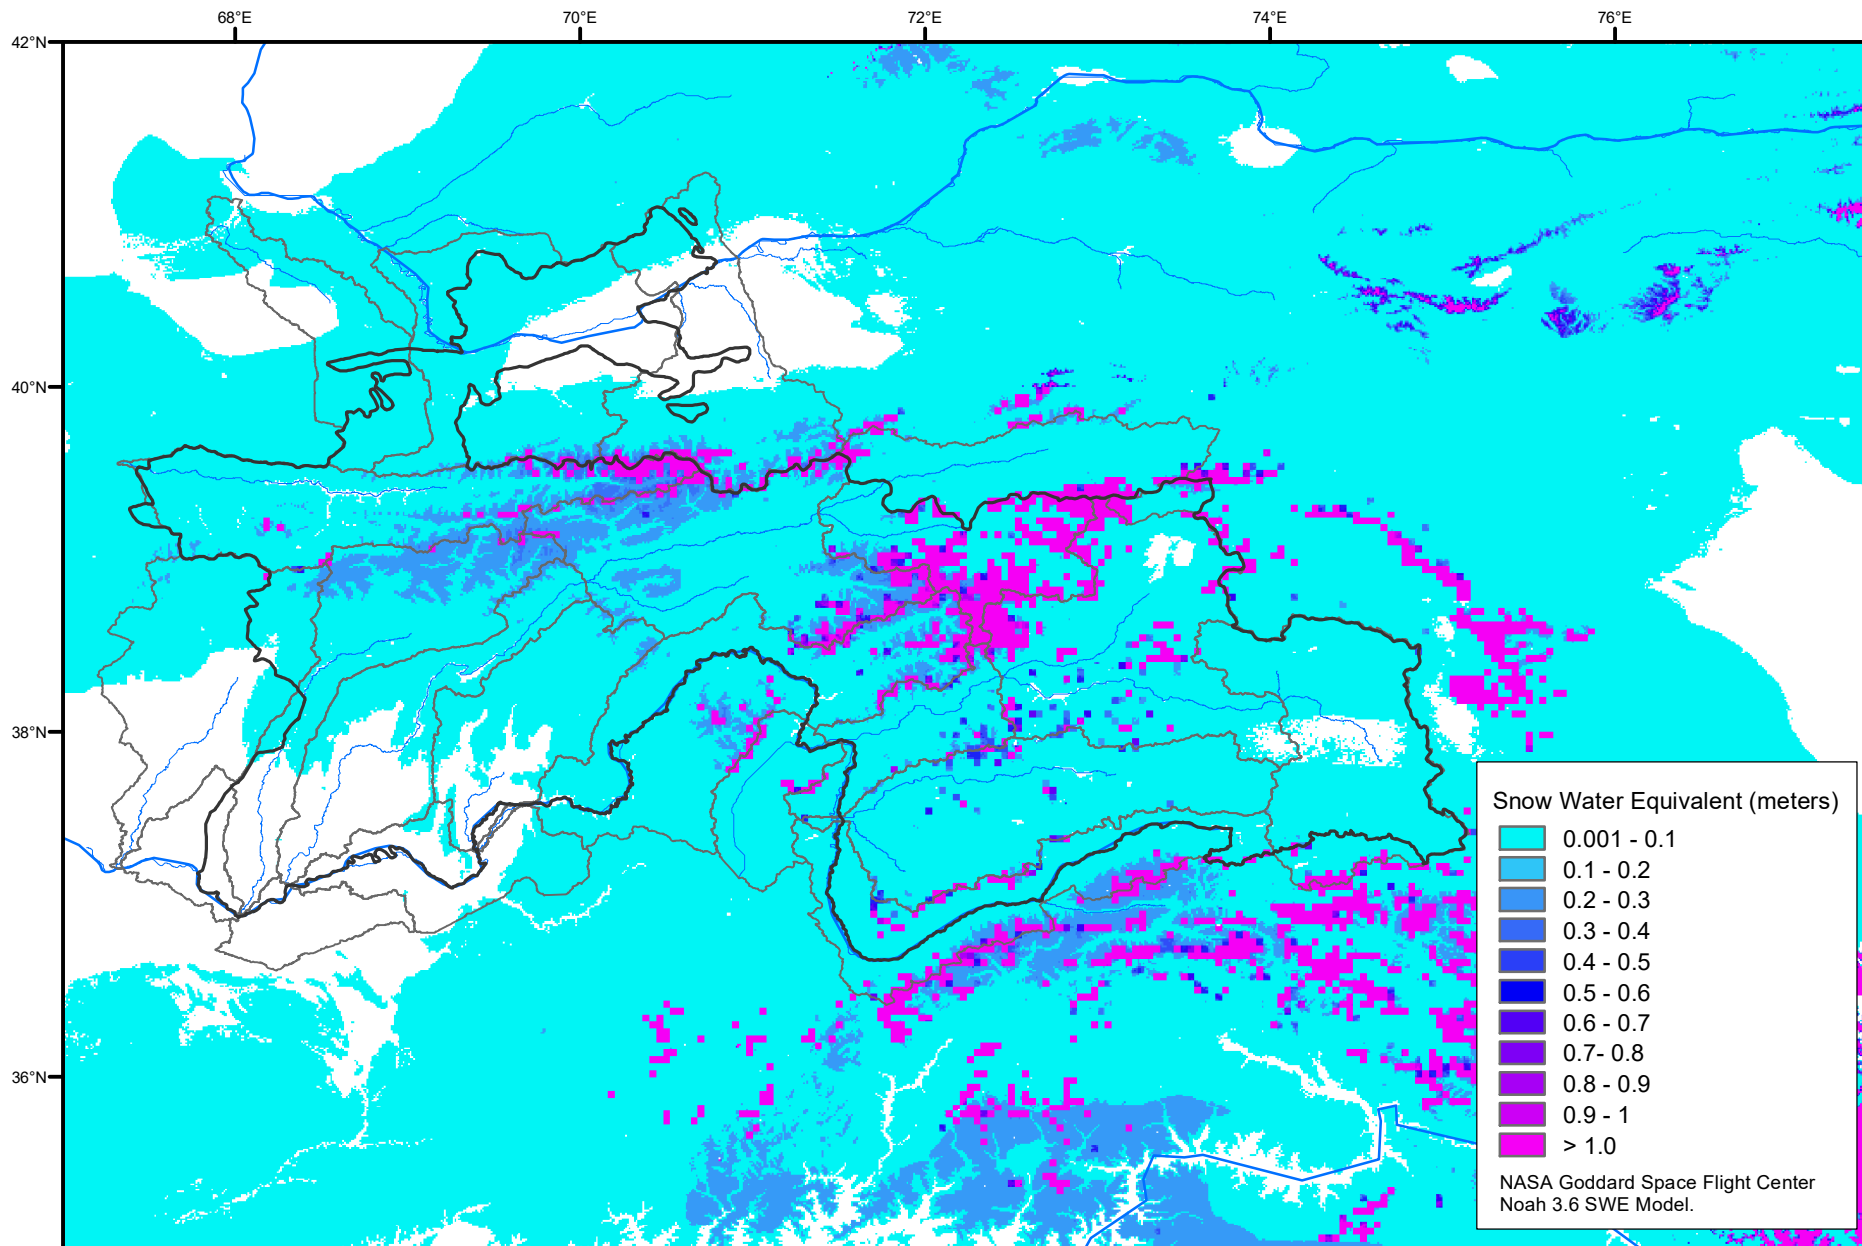 68°E 70°E 72°E 74°E 76°E
42°N
40°N
38°N
36°N
Snow Water Equivalent (meters)
0.001 - 0.1
0.1 - 0.2
0.2 - 0.3
0.3 - 0.4
0.4 - 0.5
0.5 - 0.6
0.6 - 0.7
0.7- 0.8
0.8 - 0.9
0.9 - 1
> 1.0
NASA Goddard Space Flight Center
Noah 3.6 SWE Model.